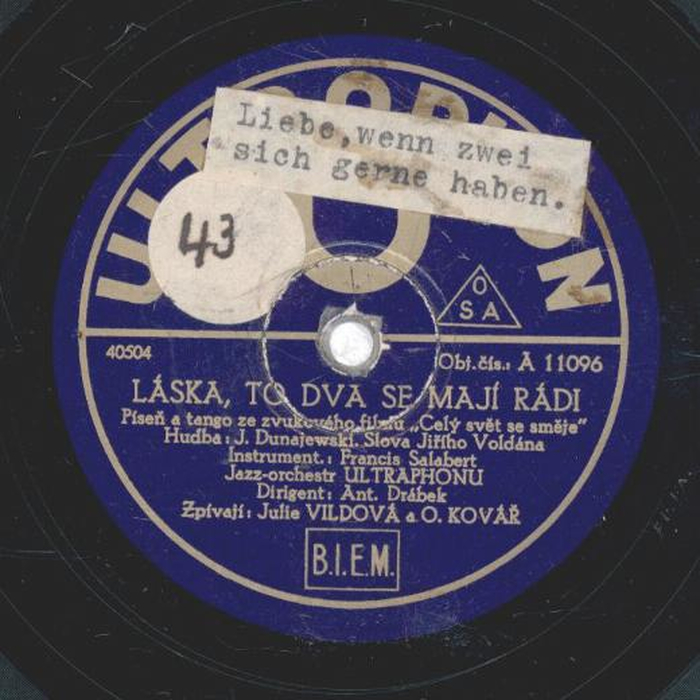 Liebe,wenn zwei
sich gerne haben.
43
O
S A
40504
Obj.čís.: A 11096
LÁSKA, TO DVA SE MAJÍ RÁDI
Píseň a tango ze zvukového filmu „Celý svět se směje“
Hudba: J. Dunajewski. Slova Jiřího Voldána
Instrument.: Francis Salabert
Jazz-orchestr ULTRAPHONU
Dirigent: Ant. Drábek
Zpívají: Julie VILDOVÁ a O. KOVÁŘ
B.I.E.M.